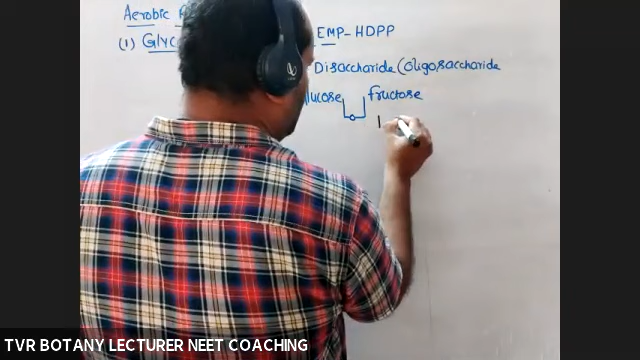 Aerobic
(1) Glyc EMP-HDPP
Disaccharide (oligosaccharide
lucose fructose
TVR BOTANY LECTURER NEET COACHING